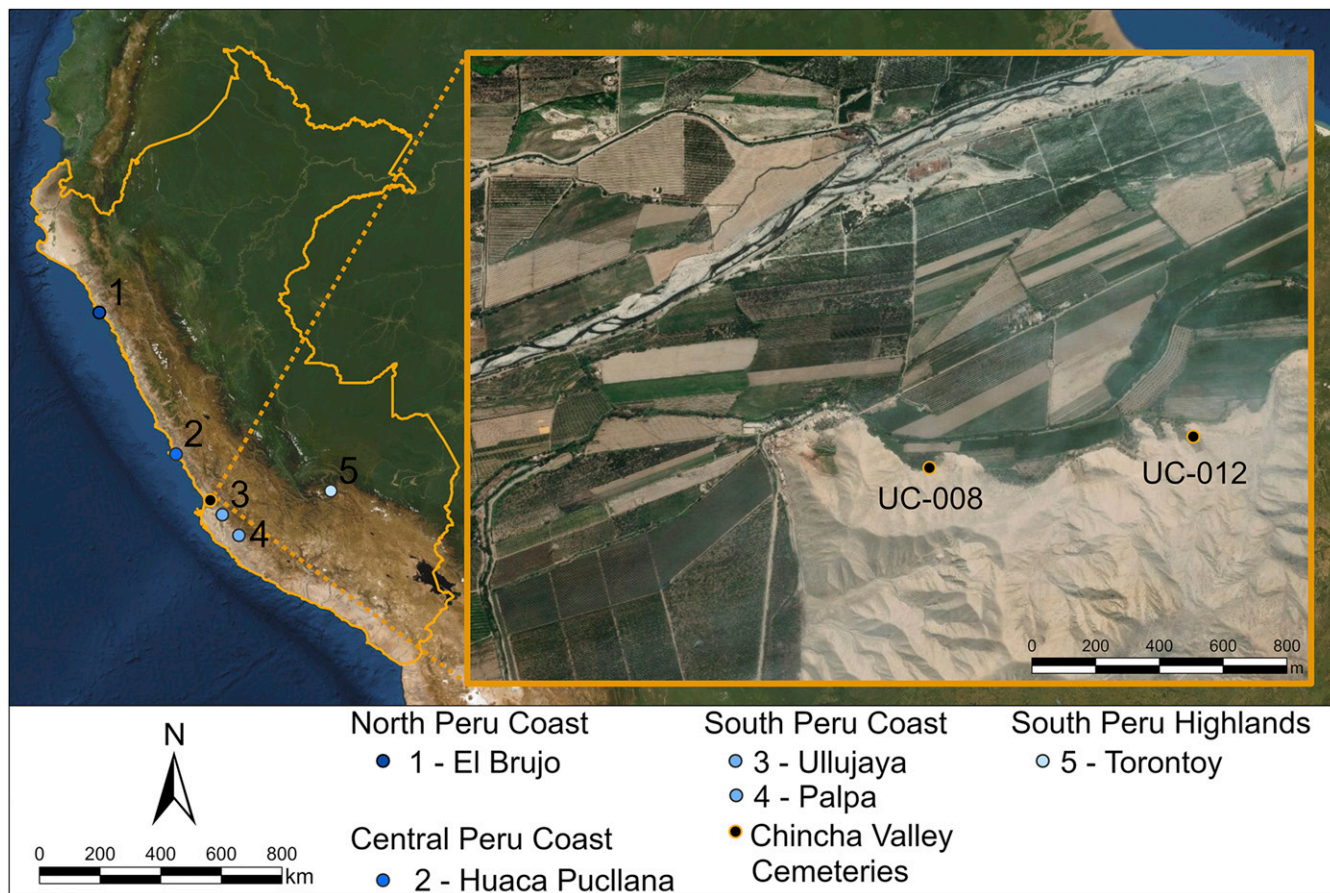 1
2
3
4
5
UC-008
UC-012
0 200 400 600 800
m
N
0 200 400 600 800
km
North Peru Coast
1 - El Brujo
Central Peru Coast
2 - Huaca Pucllana
South Peru Coast
3 - Ullujaya
4 - Palpa
Chincha Valley
Cemeteries
South Peru Highlands
5 - Torontoy